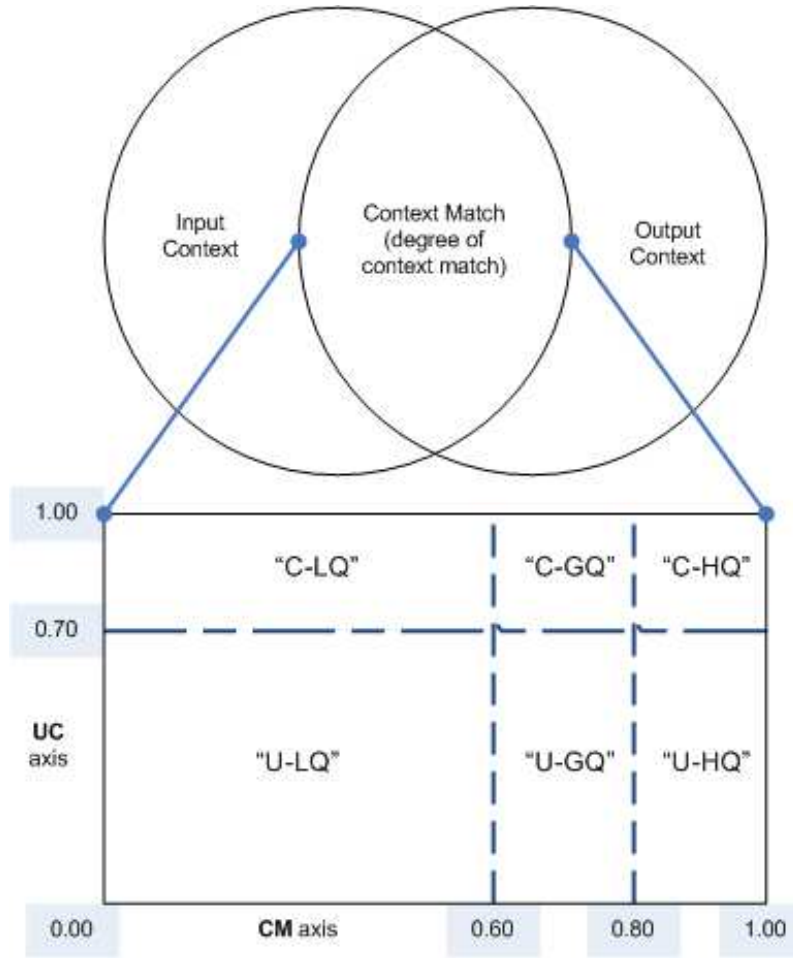 Input
Context
Context Match
(degree of
context match)
Output
Context
1.00
“C-LQ”
“C-GQ”
“C-HQ”
0.70
UC
axis
“U-LQ”
“U-GQ”
“U-HQ”
0.00
CM axis
0.60
0.80
1.00